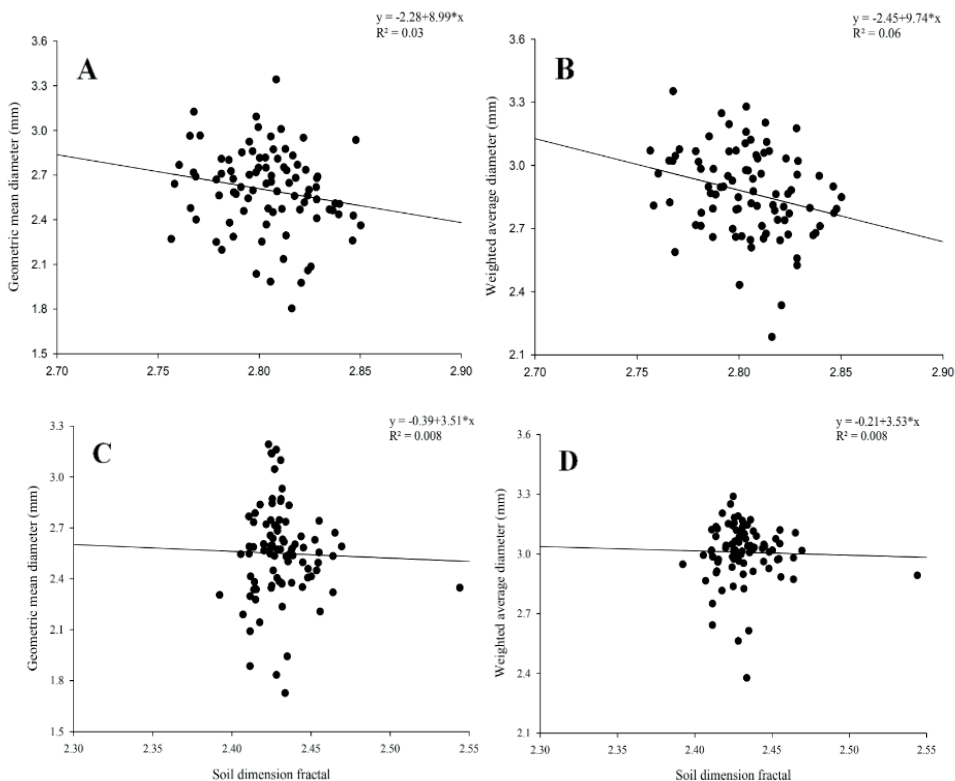 y = -2.28+8.99*x
R² = 0.03
A
Geometric mean diameter (mm)
3.6
3.3
3.0
2.7
2.4
2.1
1.8
1.5
2.70
2.75
2.80
2.85
2.90
y = -2.45+9.74*x
R² = 0.06
B
Weighted average diameter (mm)
3.6
3.3
3.0
2.7
2.4
2.1
2.70
2.75
2.80
2.85
2.90
y = -0.39+3.51*x
R² = 0.008
C
Geometric mean diameter (mm)
3.3
3.0
2.7
2.4
2.1
1.8
1.5
2.30
2.40
2.45
2.50
2.55
Soil dimension fractal
y = -0.21+3.53*x
R² = 0.008
D
Weighted average diameter (mm)
3.6
3.3
3.0
2.7
2.4
2.1
2.30
2.40
2.45
2.50
2.55
Soil dimension fractal